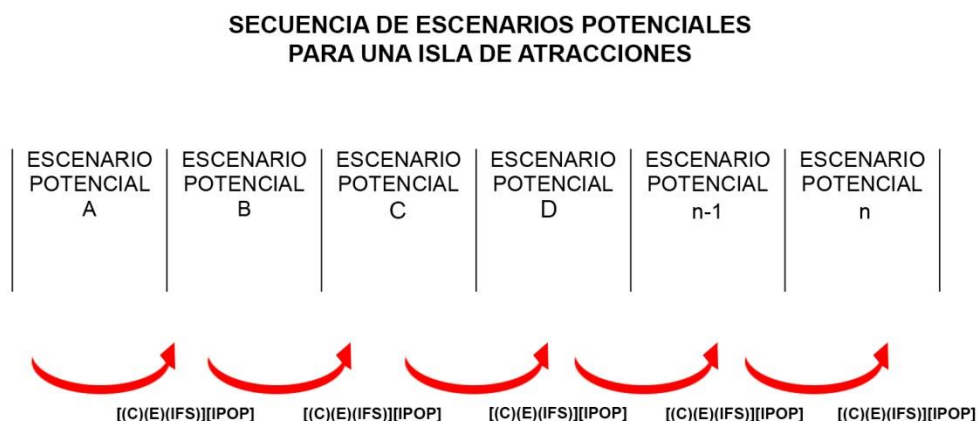 SECUENCIA DE ESCENARIOS POTENCIALES
PARA UNA ISLA DE ATRACCIONES
ESCENARIO
POTENCIAL
A
ESCENARIO
POTENCIAL
B
ESCENARIO
POTENCIAL
C
ESCENARIO
POTENCIAL
D
ESCENARIO
POTENCIAL
n-1
ESCENARIO
POTENCIAL
n
[(C)(E)(IFS)][IPOP]
[(C)(E)(IFS)][IPOP]
[(C)(E)(IFS)][IPOP]
[(C)(E)(IFS)][IPOP]
[(C)(E)(IFS)][IPOP]